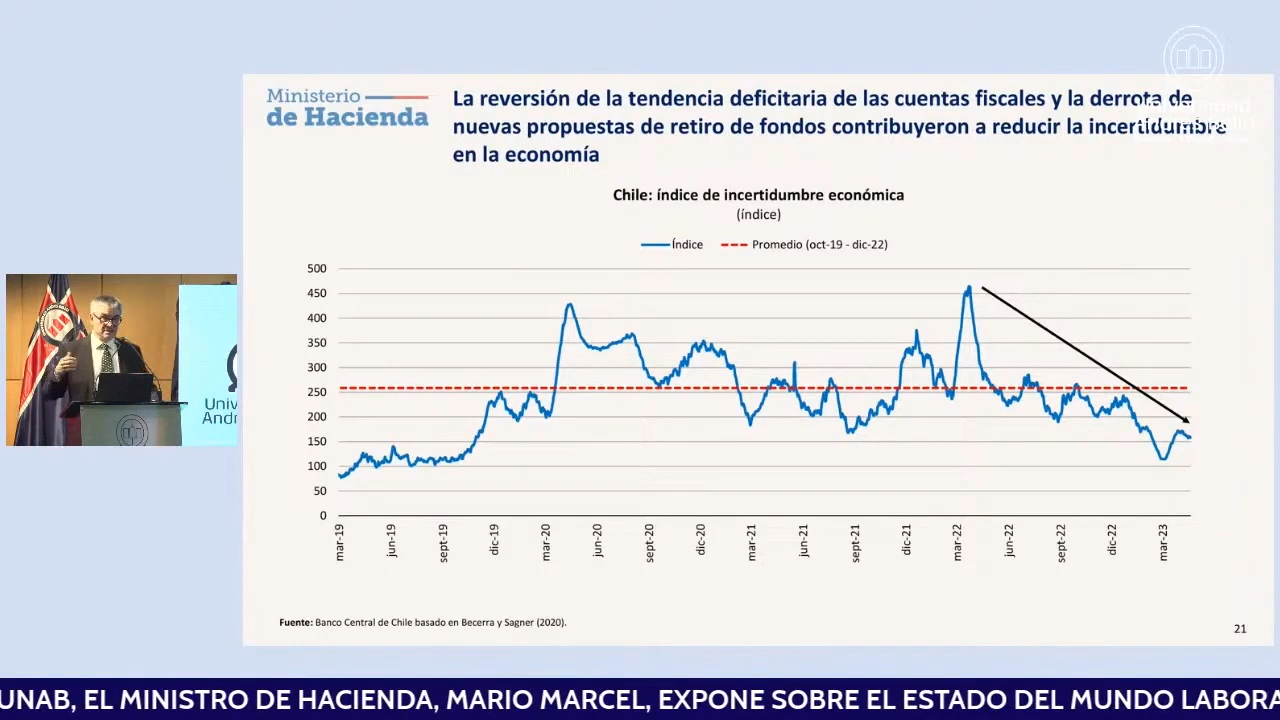 Ministerio
de Hacienda
La reversión de la tendencia deficitaria de las cuentas fiscales y la derrota de
nuevas propuestas de retiro de fondos contribuyeron a reducir la incertidumbre
en la economía
Chile: índice de incertidumbre económica
(índice)
Índice
Promedio (oct-19 - dic-22)
500
450
400
350
300
250
200
150
100
50
0
mar-19
jun-19
sept-19
dic-19
mar-20
jun-20
sept-20
dic-20
mar-21
jun-21
sept-21
dic-21
mar-22
jun-22
sept-22
dic-22
mar-23
Fuente: Banco Central de Chile basado en Becerra y Sagner (2020).
21
Univ
Andr
UNAB, EL MINISTRO DE HACIENDA, MARIO MARCEL, EXPONE SOBRE EL ESTADO DEL MUNDO LABORA